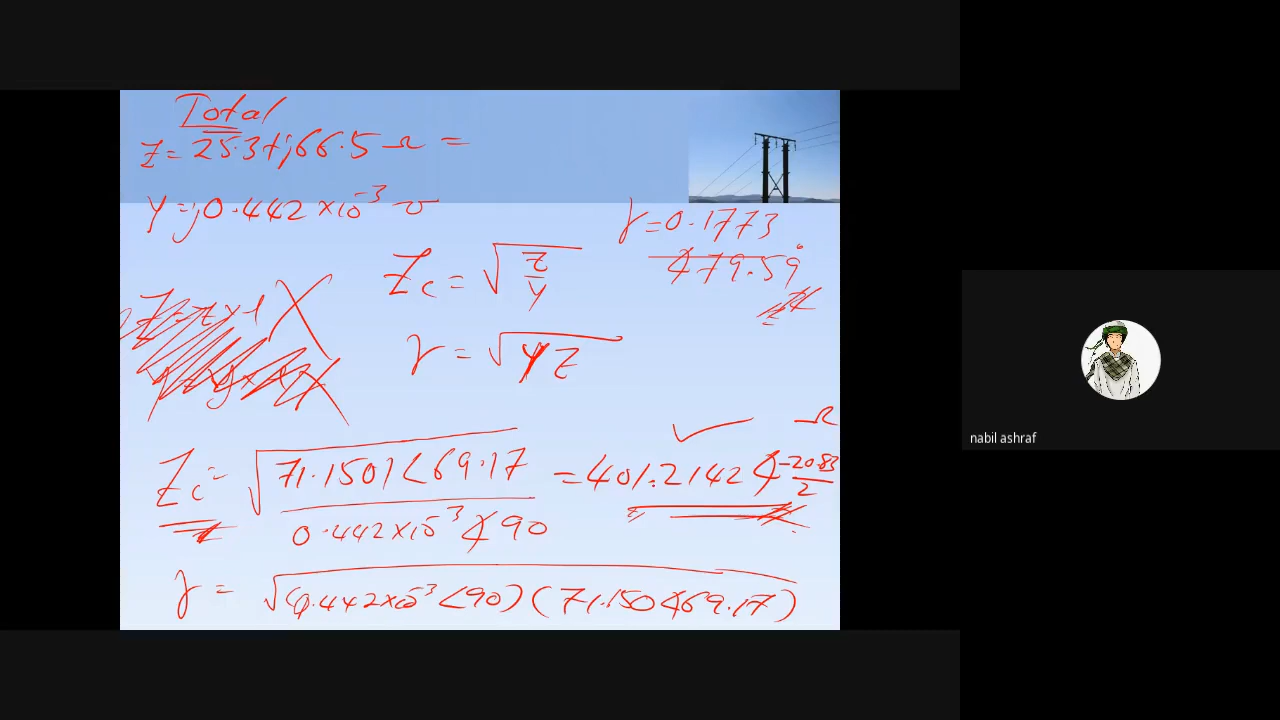 Total
Z = 25.3+j66.5 Ω =
Y = j0.442 ×10⁻³ ℧
γ = 0.1773
∠79.59°
Zc = √(Z/Y)
γ = √(YZ)
Zc = √(71.1501∠69.17 / 0.442×10⁻³∠90) = 401.2142 ∠-20.83/2 Ω
γ = √((0.442×10⁻³∠90)(71.150∠69.17))
nabil ashraf